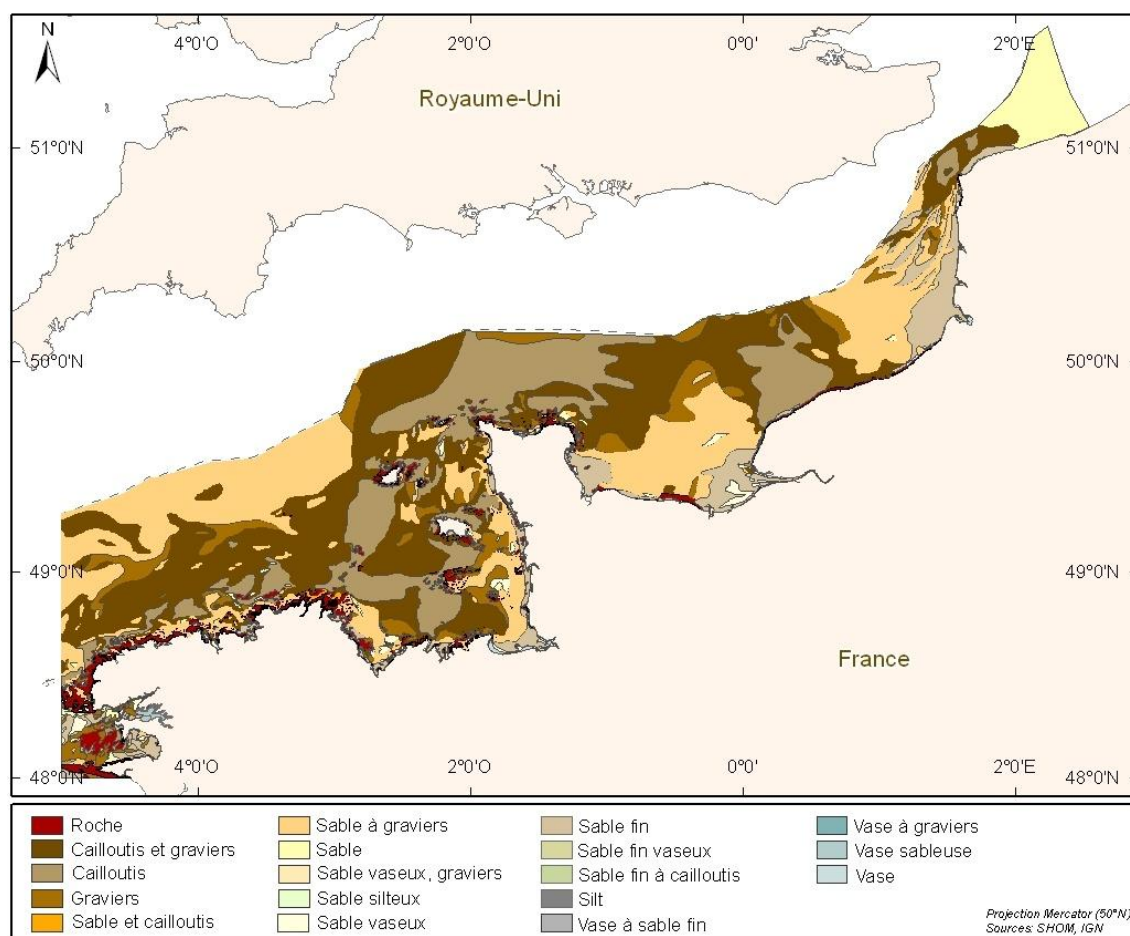 N
4°0'O 2°0'O 0°0' 2°0'E
Royaume-Uni
51°0'N 51°0'N
50°0'N 50°0'N
49°0'N 49°0'N
France
48°0'N 48°0'N
4°0'O 2°0'O 0°0' 2°0'E
Roche
Cailloutis et graviers
Cailloutis
Graviers
Sable et cailloutis
Sable à graviers
Sable
Sable vaseux, graviers
Sable silteux
Sable vaseux
Sable fin
Sable fin vaseux
Sable fin à cailloutis
Silt
Vase à sable fin
Vase à graviers
Vase sableuse
Vase
Projection Mercator (50°N)
Sources: SHOM, IGN